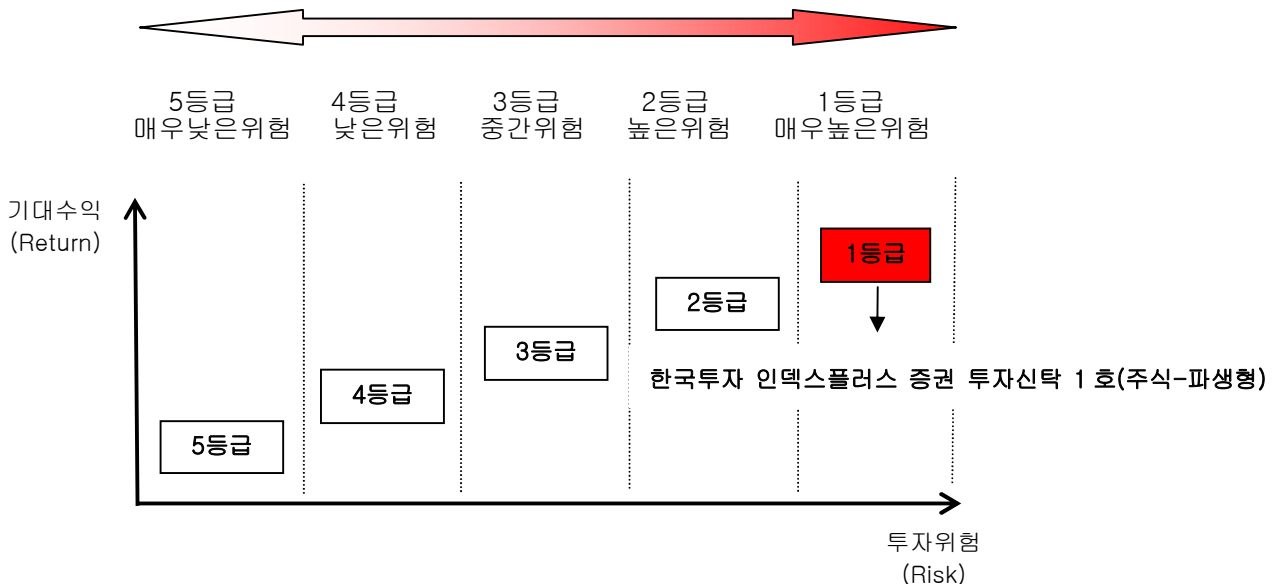 5등급
매우낮은위험
4등급
낮은위험
3등급
중간위험
2등급
높은위험
1등급
매우높은위험
기대수익
(Return)
1등급
2등급
3등급
한국투자 인덱스플러스 증권 투자신탁 1호(주식-파생형)
4등급
5등급
투자위험
(Risk)